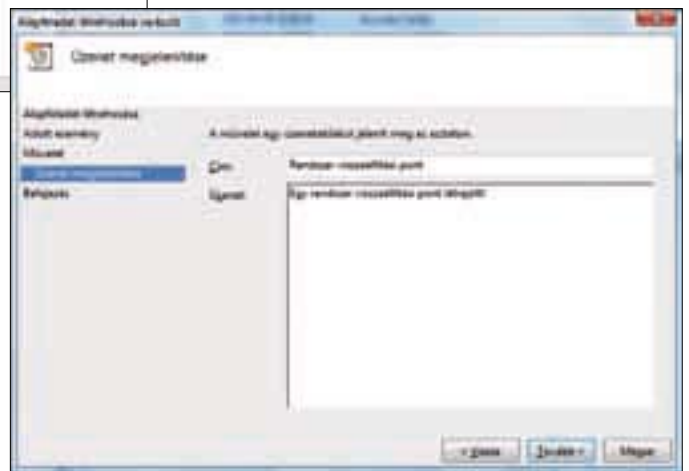 Alapfeladat létrehozása varázsló
Üzenet megjelenítése
Alapfeladat létrehozása
Adott esemény
Művelet
Üzenet megjelenítése
Befejezés
A művelet egy üzenetablakot jelenít meg az asztalon.
Cím: Rendszer-visszaállítási pont
Üzenet: Egy rendszer-visszaállítási pont létrejött!
< Vissza
Tovább >
Mégse